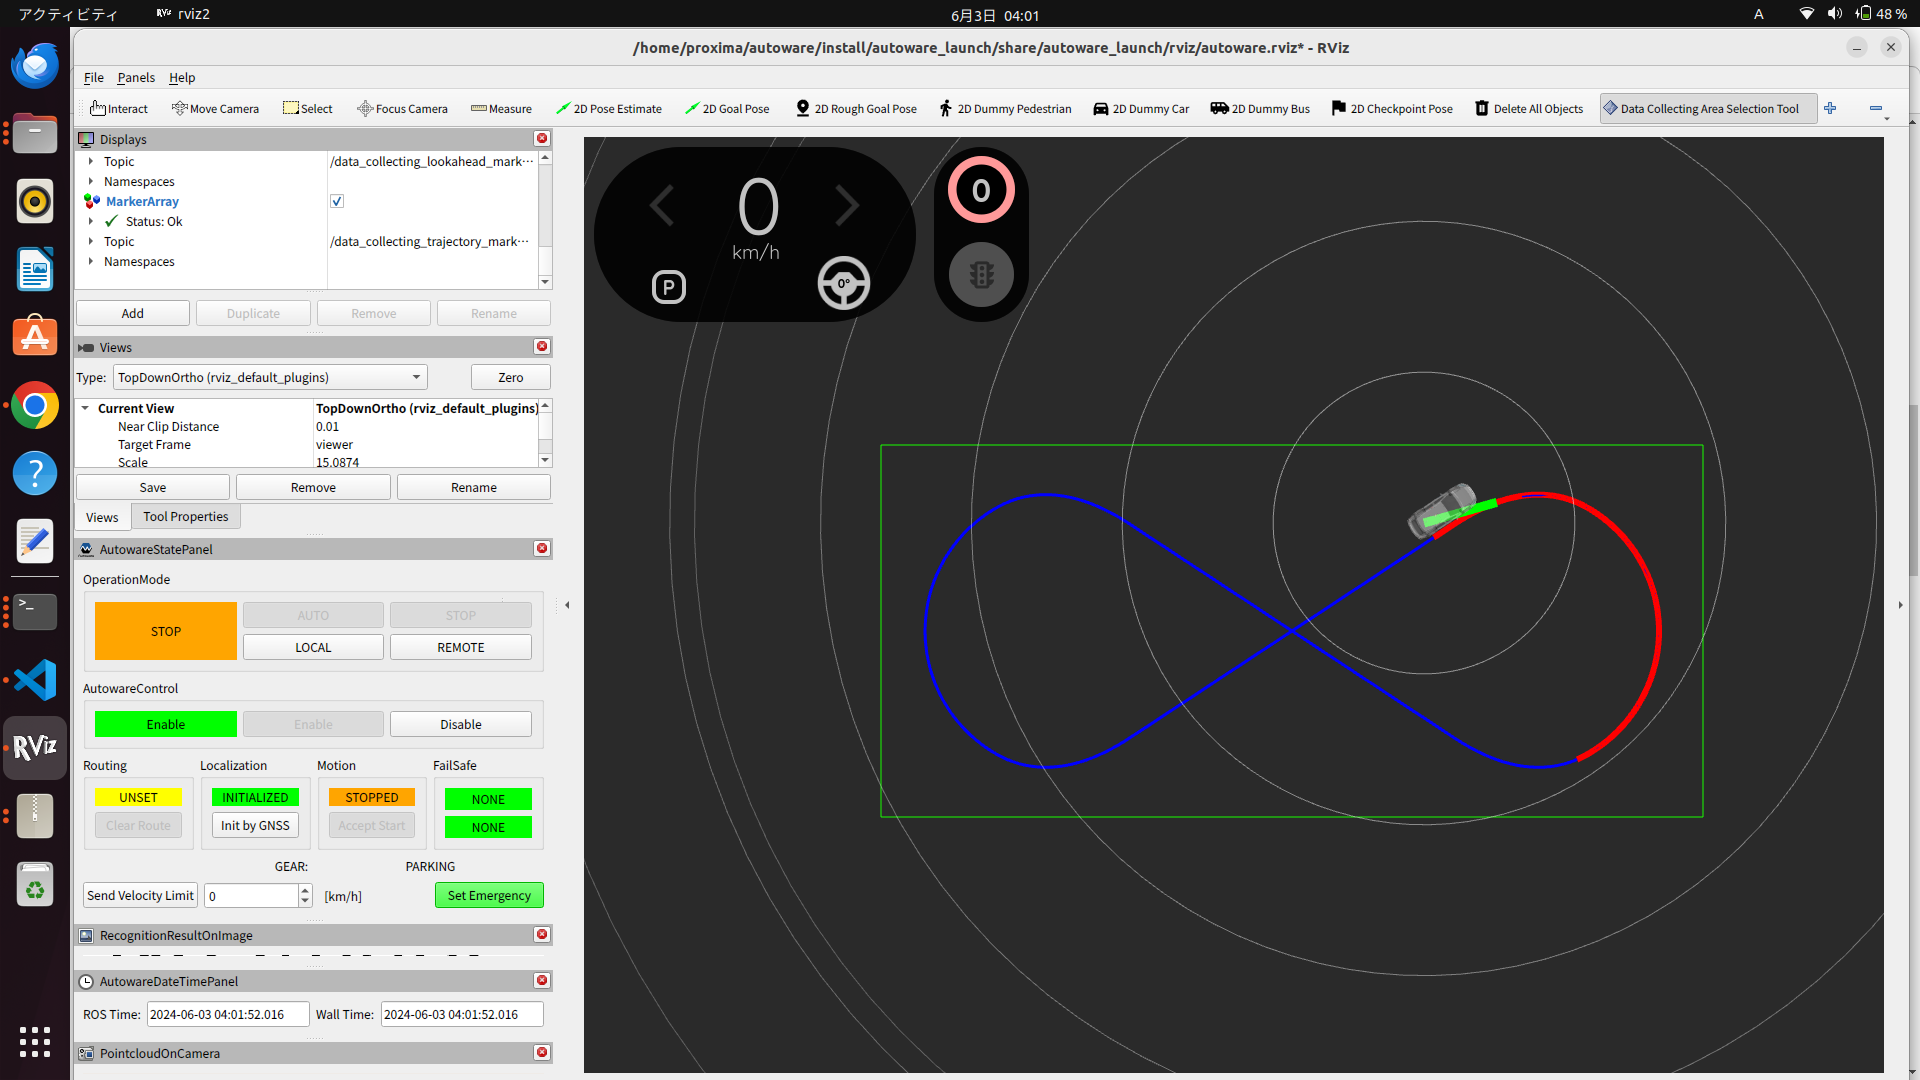 アクティビティ
rviz2
6月3日 04:01
A
48 %
/home/proxima/autoware/install/autoware_launch/share/autoware_launch/rviz/autoware.rviz* - RViz
File Panels Help
Interact Move Camera Select Focus Camera Measure 2D Pose Estimate 2D Goal Pose 2D Rough Goal Pose 2D Dummy Pedestrian 2D Dummy Car 2D Dummy Bus 2D Checkpoint Pose Delete All Objects Data Collecting Area Selection Tool
Displays
Topic /data_collecting_lookahead_mark···
Namespaces
MarkerArray
Status: Ok
Topic /data_collecting_trajectory_mark···
Namespaces
Add Duplicate Remove Rename
Views
Type: TopDownOrtho (rviz_default_plugins) Zero
Current View TopDownOrtho (rviz_default_plugins)
Near Clip Distance 0.01
Target Frame viewer
Scale 15.0874
Save Remove Rename
Views Tool Properties
AutowareStatePanel
OperationMode
STOP AUTO STOP
LOCAL REMOTE
AutowareControl
Enable Enable Disable
Routing Localization Motion FailSafe
UNSET INITIALIZED STOPPED NONE
Clear Route Init by GNSS Accept Start NONE
GEAR: PARKING
Send Velocity Limit 0 [km/h] Set Emergency
RecognitionResultOnImage
AutowareDateTimePanel
ROS Time: 2024-06-03 04:01:52.016 Wall Time: 2024-06-03 04:01:52.016
PointcloudOnCamera
RViz
0
km/h
P
0°
0